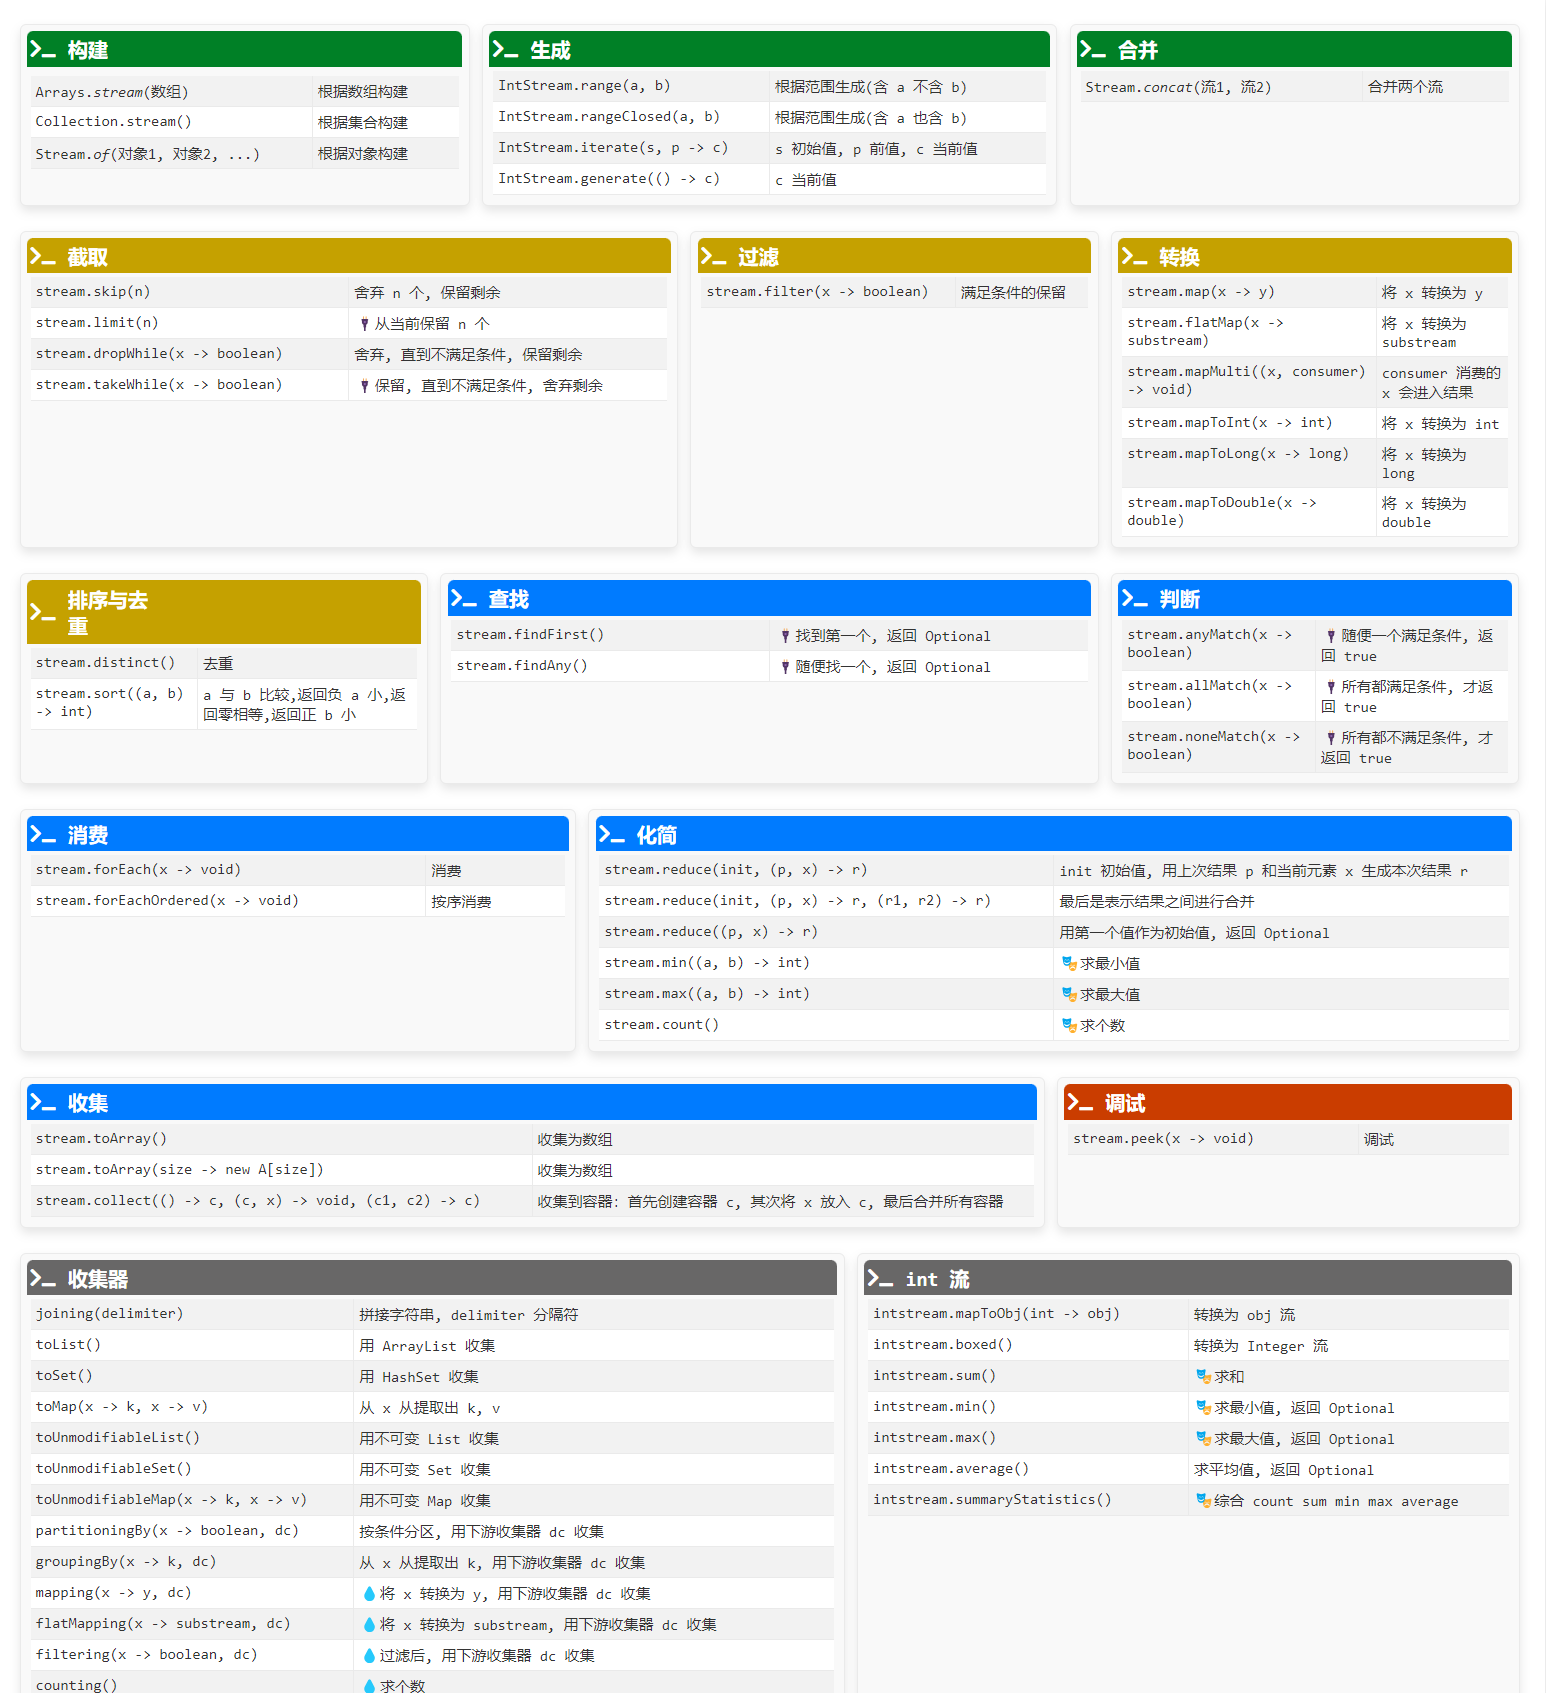 构建
Arrays.stream(数组) 根据数组构建
Collection.stream() 根据集合构建
Stream.of(对象1, 对象2, ...) 根据对象构建
生成
IntStream.range(a, b) 根据范围生成(含 a 不含 b)
IntStream.rangeClosed(a, b) 根据范围生成(含 a 也含 b)
IntStream.iterate(s, p -> c) s 初始值, p 前值, c 当前值
IntStream.generate(() -> c) c 当前值
合并
Stream.concat(流1, 流2) 合并两个流
截取
stream.skip(n) 舍弃 n 个, 保留剩余
stream.limit(n) 从当前保留 n 个
stream.dropWhile(x -> boolean) 舍弃, 直到不满足条件, 保留剩余
stream.takeWhile(x -> boolean) 保留, 直到不满足条件, 舍弃剩余
过滤
stream.filter(x -> boolean) 满足条件的保留
转换
stream.map(x -> y) 将 x 转换为 y
stream.flatMap(x -> 将 x 转换为
substream) substream
stream.mapMulti((x, consumer) consumer 消费的
-> void) x 会进入结果
stream.mapToInt(x -> int) 将 x 转换为 int
stream.mapToLong(x -> long) 将 x 转换为
long
stream.mapToDouble(x -> 将 x 转换为
double) double
排序与去
重
stream.distinct() 去重
stream.sort((a, b) a 与 b 比较,返回负 a 小,返
-> int) 回零相等,返回正 b 小
查找
stream.findFirst() 找到第一个, 返回 Optional
stream.findAny() 随便找一个, 返回 Optional
判断
stream.anyMatch(x -> 随便一个满足条件, 返
boolean) 回 true
stream.allMatch(x -> 所有都满足条件, 才返
boolean) 回 true
stream.noneMatch(x -> 所有都不满足条件, 才
boolean) 返回 true
消费
stream.forEach(x -> void) 消费
stream.forEachOrdered(x -> void) 按序消费
化简
stream.reduce(init, (p, x) -> r) init 初始值, 用上次结果 p 和当前元素 x 生成本次结果 r
stream.reduce(init, (p, x) -> r, (r1, r2) -> r) 最后是表示结果之间进行合并
stream.reduce((p, x) -> r) 用第一个值作为初始值, 返回 Optional
stream.min((a, b) -> int) 求最小值
stream.max((a, b) -> int) 求最大值
stream.count() 求个数
收集
stream.toArray() 收集为数组
stream.toArray(size -> new A[size]) 收集为数组
stream.collect(() -> c, (c, x) -> void, (c1, c2) -> c) 收集到容器: 首先创建容器 c, 其次将 x 放入 c, 最后合并所有容器
调试
stream.peek(x -> void) 调试
收集器
joining(delimiter) 拼接字符串, delimiter 分隔符
toList() 用 ArrayList 收集
toSet() 用 HashSet 收集
toMap(x -> k, x -> v) 从 x 从提取出 k, v
toUnmodifiableList() 用不可变 List 收集
toUnmodifiableSet() 用不可变 Set 收集
toUnmodifiableMap(x -> k, x -> v) 用不可变 Map 收集
partitioningBy(x -> boolean, dc) 按条件分区, 用下游收集器 dc 收集
groupingBy(x -> k, dc) 从 x 从提取出 k, 用下游收集器 dc 收集
mapping(x -> y, dc) 将 x 转换为 y, 用下游收集器 dc 收集
flatMapping(x -> substream, dc) 将 x 转换为 substream, 用下游收集器 dc 收集
filtering(x -> boolean, dc) 过滤后, 用下游收集器 dc 收集
counting() 求个数
int 流
intstream.mapToObj(int -> obj) 转换为 obj 流
intstream.boxed() 转换为 Integer 流
intstream.sum() 求和
intstream.min() 求最小值, 返回 Optional
intstream.max() 求最大值, 返回 Optional
intstream.average() 求平均值, 返回 Optional
intstream.summaryStatistics() 综合 count sum min max average